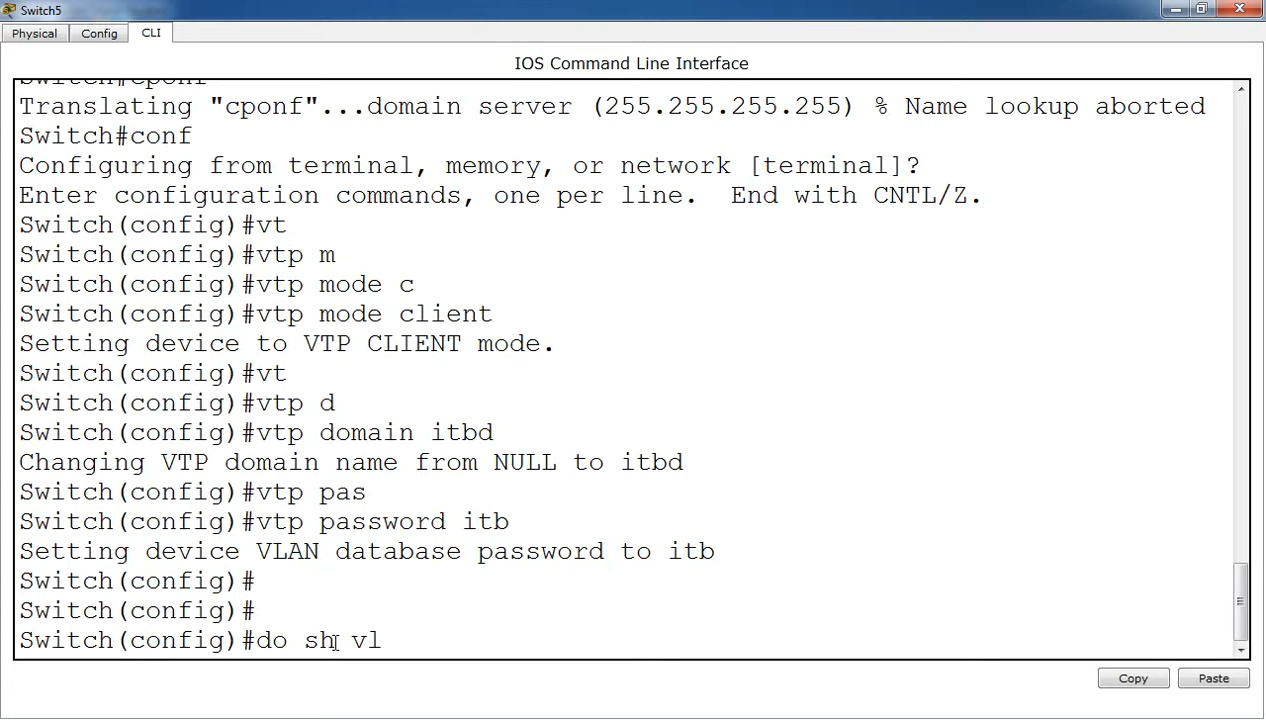 Switch5
Physical Config CLI
IOS Command Line Interface
Switch#cponf
Translating "cponf"...domain server (255.255.255.255) % Name lookup aborted
Switch#conf
Configuring from terminal, memory, or network [terminal]?
Enter configuration commands, one per line.  End with CNTL/Z.
Switch(config)#vt
Switch(config)#vtp m
Switch(config)#vtp mode c
Switch(config)#vtp mode client
Setting device to VTP CLIENT mode.
Switch(config)#vt
Switch(config)#vtp d
Switch(config)#vtp domain itbd
Changing VTP domain name from NULL to itbd
Switch(config)#vtp pas
Switch(config)#vtp password itb
Setting device VLAN database password to itb
Switch(config)#
Switch(config)#
Switch(config)#do sh vl
Copy Paste